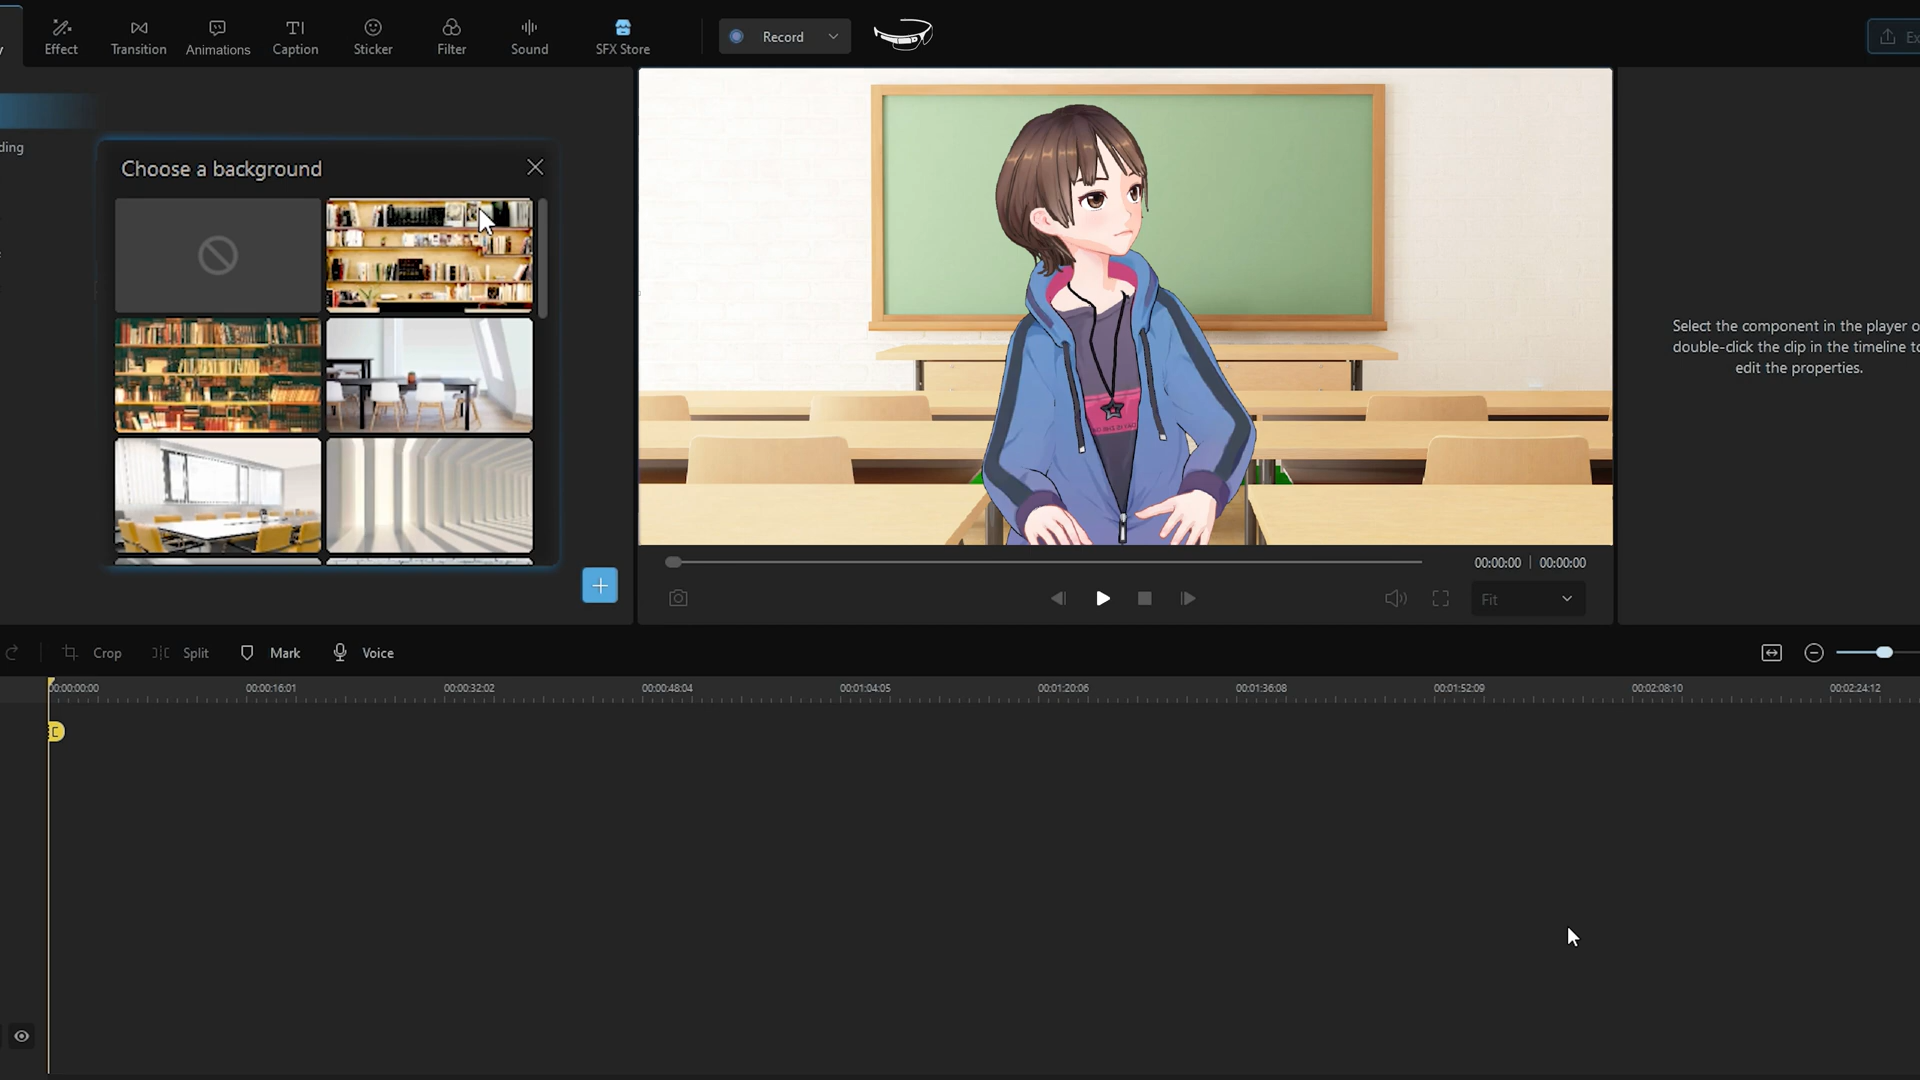 Effect
Transition
Animations
Caption
Sticker
Filter
Sound
SFX Store
Record
Ex
ding
Choose a background
Select the component in the player o
double-click the clip in the timeline to
edit the properties.
00:00:00 | 00:00:00
Fit
Crop
Split
Mark
Voice
00:00:00:00
00:00:16:01
00:00:32:02
00:00:48:04
00:01:04:05
00:01:20:06
00:01:36:08
00:01:52:09
00:02:08:10
00:02:24:12